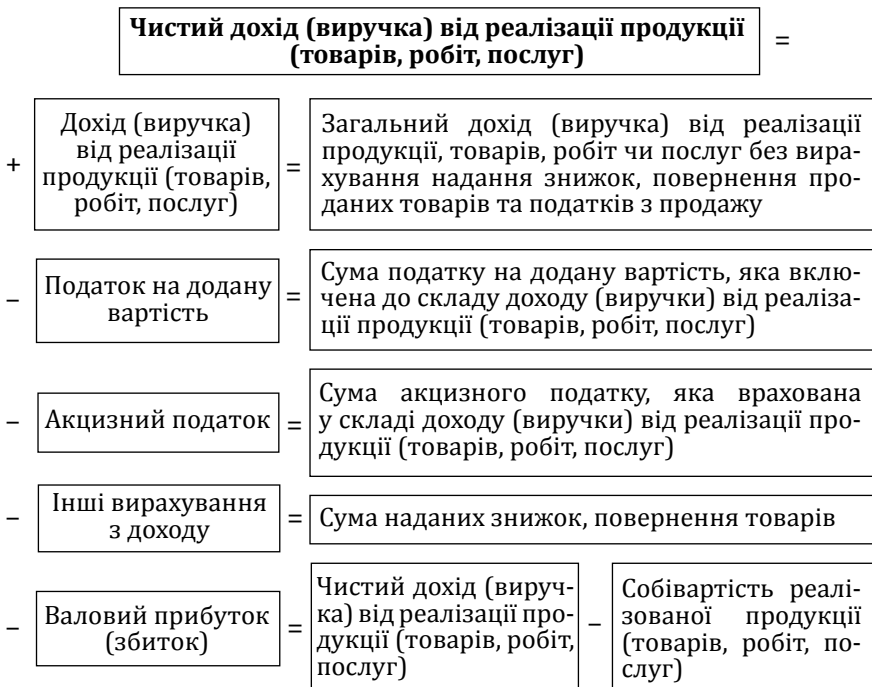 Чистий дохід (виручка) від реалізації продукції
(товарів, робіт, послуг)
=
+
Дохід (виручка)
від реалізації
продукції (товарів,
робіт, послуг)
=
Загальний дохід (виручка) від реалізації
продукції, товарів, робіт чи послуг без вира-
хування надання знижок, повернення про-
даних товарів та податків з продажу
–
Податок на додану
вартість
=
Сума податку на додану вартість, яка вклю-
чена до складу доходу (виручки) від реаліза-
ції продукції (товарів, робіт, послуг)
–
Акцизний податок
=
Сума акцизного податку, яка врахована
у складі доходу (виручки) від реалізації про-
дукції (товарів, робіт, послуг)
–
Інші вирахування
з доходу
=
Сума наданих знижок, повернення товарів
–
Валовий прибуток
(збиток)
=
Чистий дохід (вируч-
ка) від реалізації про-
дукції (товарів, робіт,
послуг)
–
Собівартість реалі-
зованої продукції
(товарів, робіт, по-
слуг)